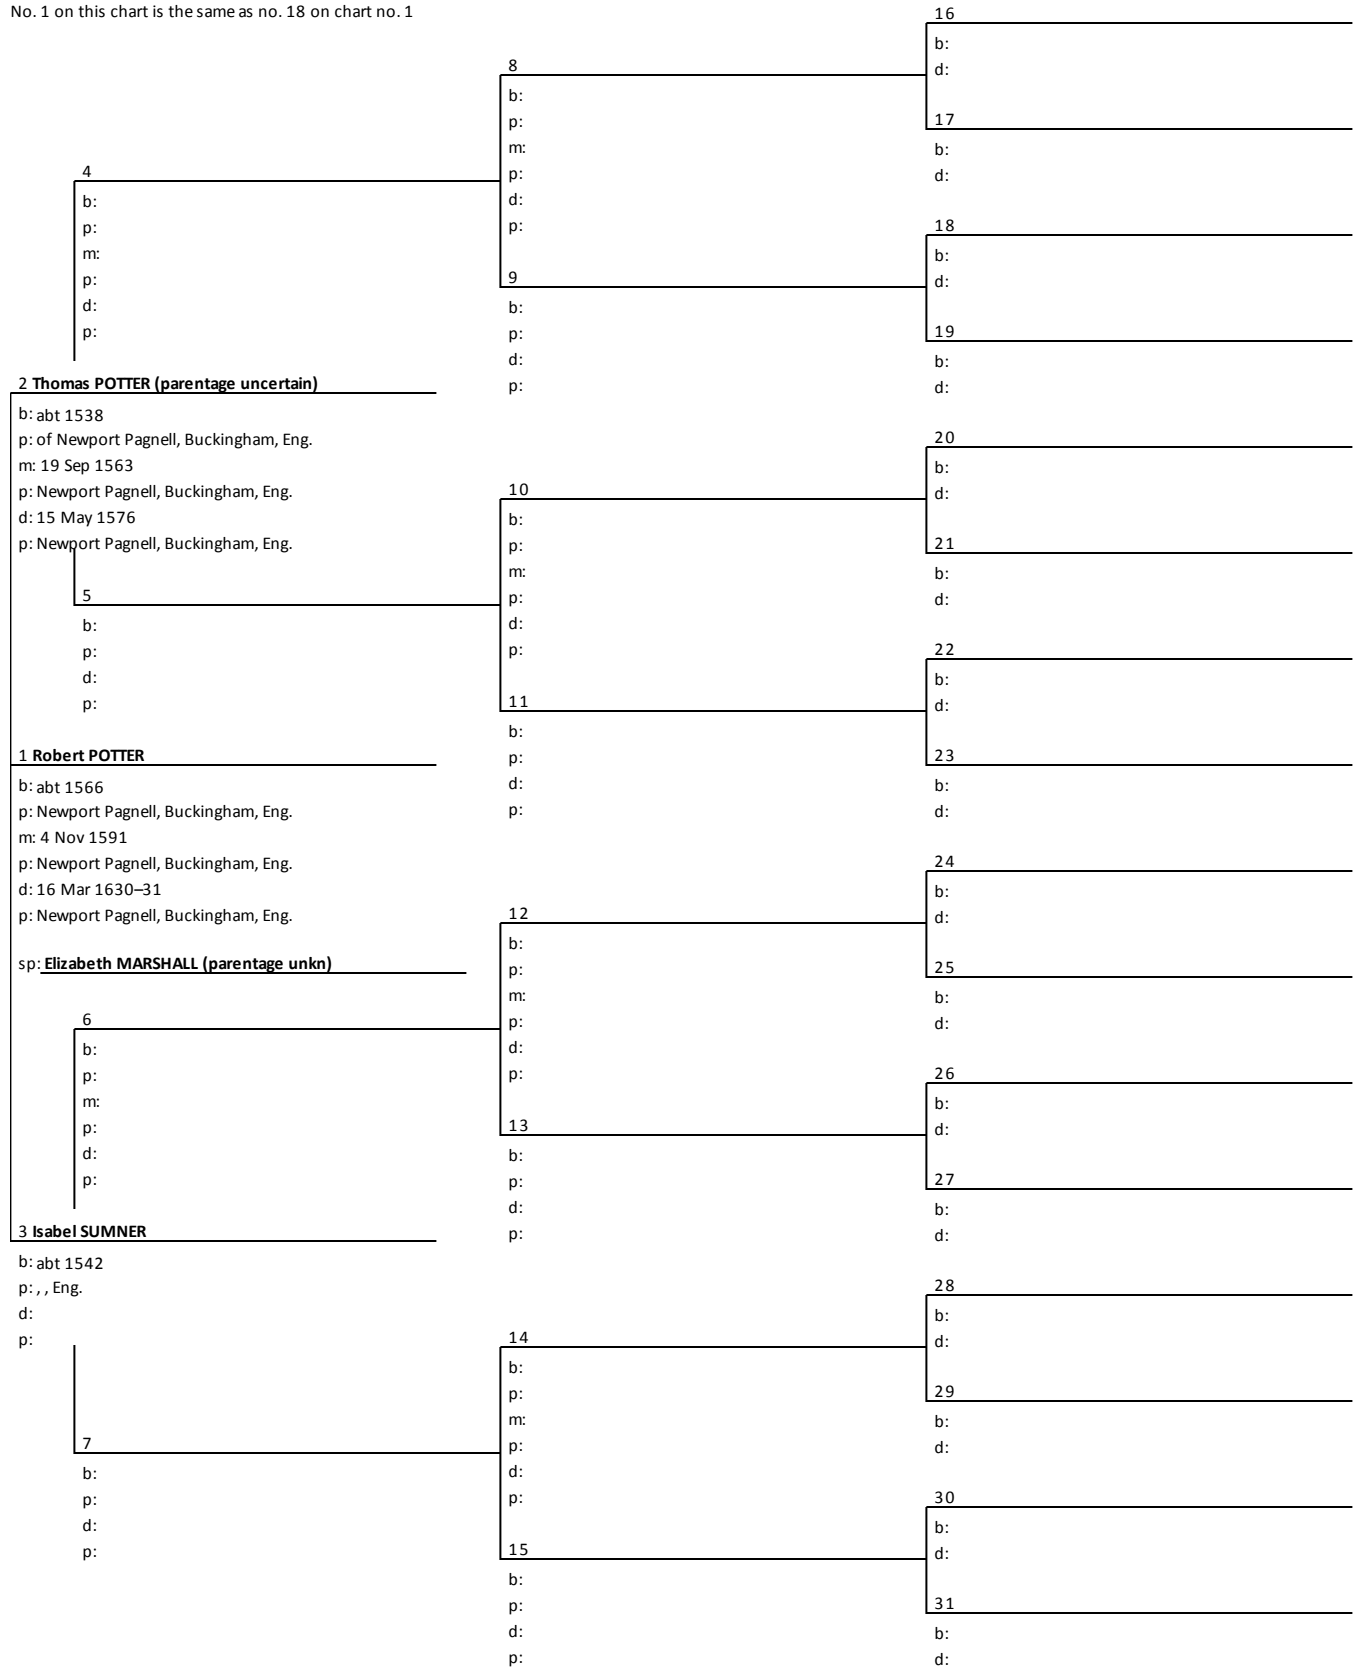 No. 1 on this chart is the same as no. 18 on chart no. 1
16
b:
d:
8
b:
p:
m:
p:
d:
p:
17
b:
d:
4
b:
p:
m:
p:
d:
p:
18
b:
d:
9
b:
p:
d:
p:
19
b:
d:
2 Thomas POTTER (parentage uncertain)
b: abt 1538
p: of Newport Pagnell, Buckingham, Eng.
m: 19 Sep 1563
p: Newport Pagnell, Buckingham, Eng.
d: 15 May 1576
p: Newport Pagnell, Buckingham, Eng.
20
b:
d:
10
b:
p:
m:
p:
d:
p:
21
b:
d:
5
b:
p:
d:
p:
22
b:
d:
11
b:
p:
d:
p:
23
b:
d:
1 Robert POTTER
b: abt 1566
p: Newport Pagnell, Buckingham, Eng.
m: 4 Nov 1591
p: Newport Pagnell, Buckingham, Eng.
d: 16 Mar 1630–31
p: Newport Pagnell, Buckingham, Eng.
sp: Elizabeth MARSHALL (parentage unkn)
24
b:
d:
12
b:
p:
m:
p:
d:
p:
25
b:
d:
6
b:
p:
m:
p:
d:
p:
26
b:
d:
13
b:
p:
d:
p:
27
b:
d:
3 Isabel SUMNER
b: abt 1542
p: , , Eng.
d:
p:
28
b:
d:
14
b:
p:
m:
p:
d:
p:
29
b:
d:
7
b:
p:
d:
p:
30
b:
d:
15
b:
p:
d:
p:
31
b:
d: